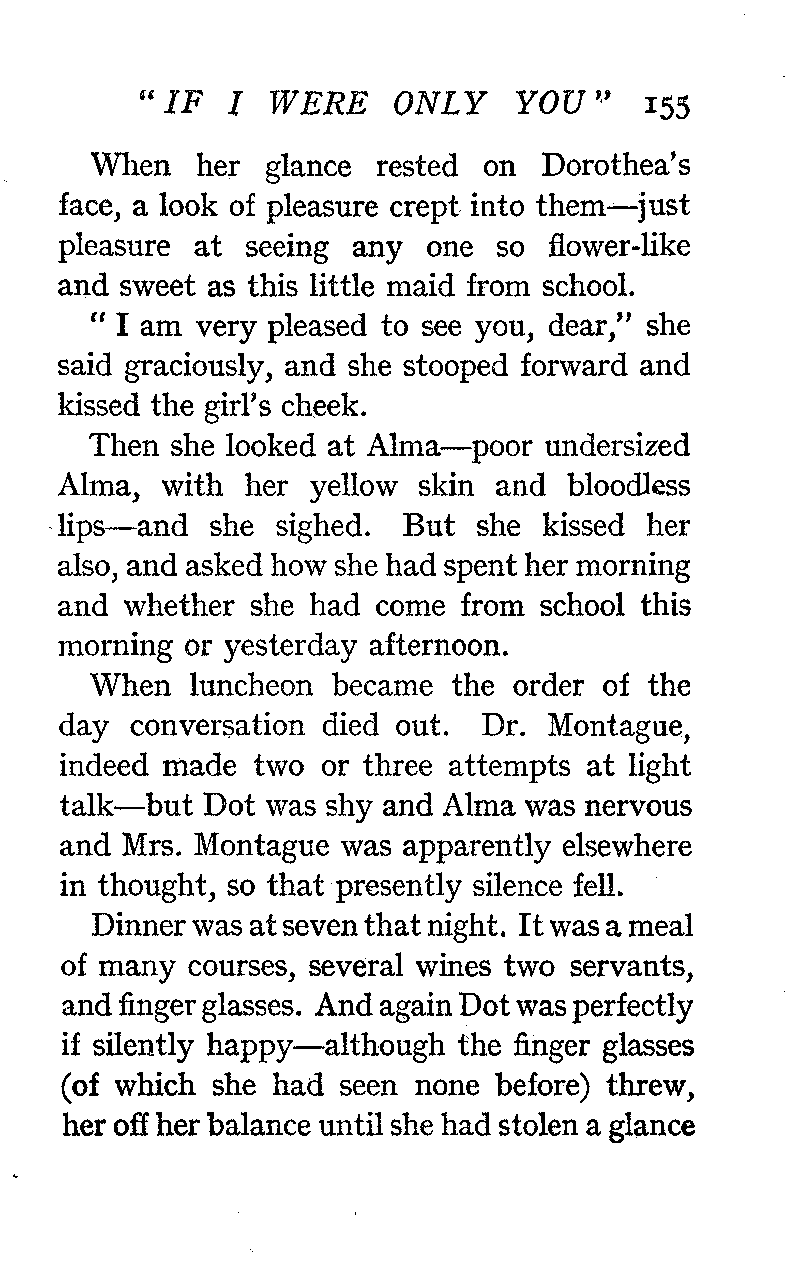 " IF I WERE ONLY YOU " 155
When her glance rested on Dorothea's
face, a look of pleasure crept into them—just
pleasure at seeing any one so flower-like
and sweet as this little maid from school.
" I am very pleased to see you, dear," she
said graciously, and she stooped forward and
kissed the girl's cheek.
Then she looked at Alma—poor undersized
Alma, with her yellow skin and bloodless
lips—and she sighed. But she kissed her
also, and asked how she had spent her morning
and whether she had come from school this
morning or yesterday afternoon.
When luncheon became the order of the
day conversation died out. Dr. Montague,
indeed made two or three attempts at light
talk—but Dot was shy and Alma was nervous
and Mrs. Montague was apparently elsewhere
in thought, so that presently silence fell.
Dinner was at seven that night. It was a meal
of many courses, several wines two servants,
and finger glasses. And again Dot was perfectly
if silently happy—although the finger glasses
(of which she had seen none before) threw,
her off her balance until she had stolen a glance